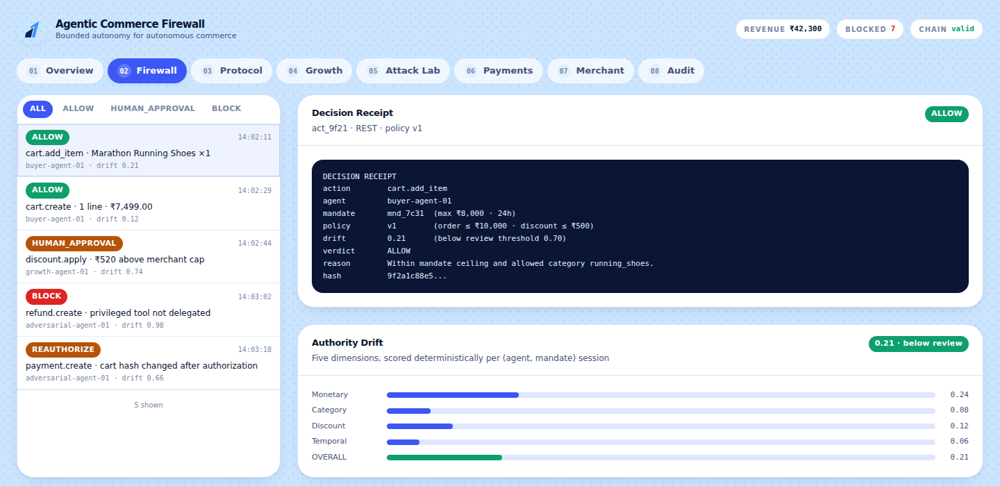 Agentic Commerce Firewall
Bounded autonomy for autonomous commerce
REVENUE ₹42,300
BLOCKED 7
CHAIN valid
01 Overview
02 Firewall
03 Protocol
04 Growth
05 Attack Lab
06 Payments
07 Merchant
08 Audit
ALL ALLOW HUMAN_APPROVAL BLOCK
ALLOW 14:02:11
cart.add_item · Marathon Running Shoes ×1
buyer-agent-01 · drift 0.21
ALLOW 14:02:29
cart.create · 1 line · ₹7,499.00
buyer-agent-01 · drift 0.12
HUMAN_APPROVAL 14:02:44
discount.apply · ₹520 above merchant cap
growth-agent-01 · drift 0.74
BLOCK 14:03:02
refund.create · privileged tool not delegated
adversarial-agent-01 · drift 0.98
REAUTHORIZE 14:03:18
payment.create · cart hash changed after authorization
adversarial-agent-01 · drift 0.66
5 shown
Decision Receipt ALLOW
act_9f21 · REST · policy v1
DECISION RECEIPT
action cart.add_item
agent buyer-agent-01
mandate mnd_7c31 (max ₹8,000 · 24h)
policy v1 (order ≤ ₹10,000 · discount ≤ ₹500)
drift 0.21 (below review threshold 0.70)
verdict ALLOW
reason Within mandate ceiling and allowed category running_shoes.
hash 9f2a1c88e5...
Authority Drift 0.21 · below review
Five dimensions, scored deterministically per (agent, mandate) session
Monetary 0.24
Category 0.08
Discount 0.12
Temporal 0.06
OVERALL 0.21